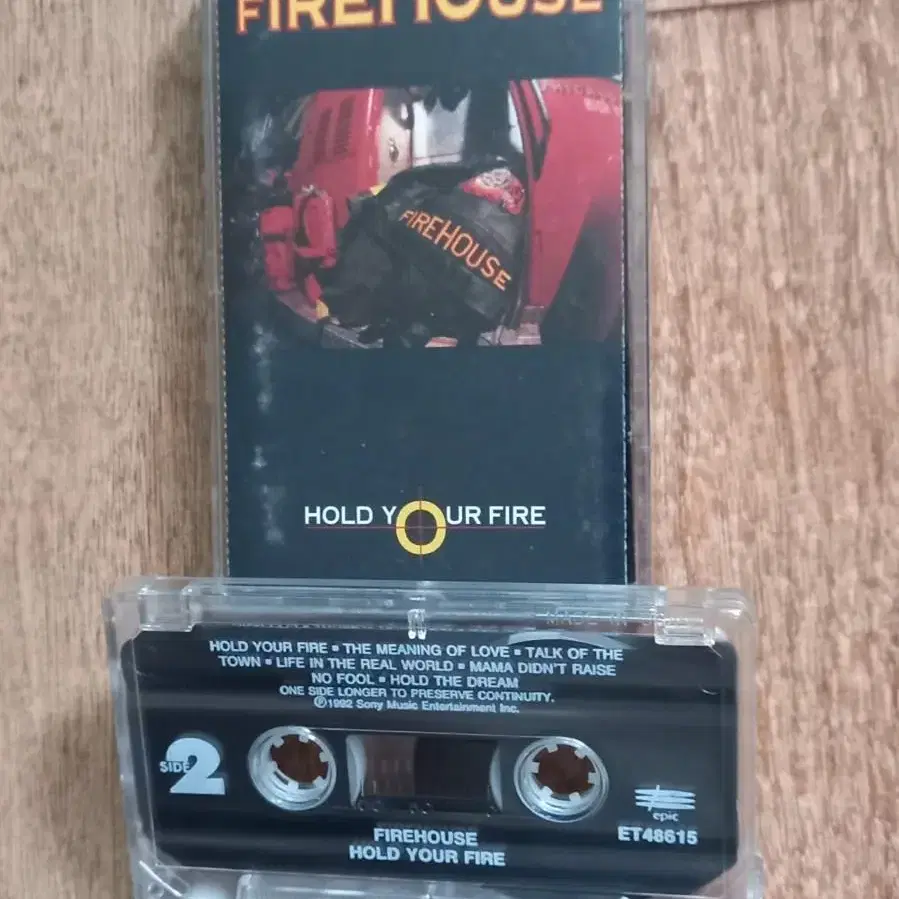 FIREHOUSE
FIREHOUSE
HOLD YOUR FIRE
MADE IN
HOLD YOUR FIRE ▪ THE MEANING OF LOVE ▪ TALK OF THE
TOWN ▪ LIFE IN THE REAL WORLD ▪ MAMA DIDN'T RAISE
NO FOOL ▪ HOLD THE DREAM
ONE SIDE LONGER TO PRESERVE CONTINUITY.
℗1992 Sony Music Entertainment Inc.
SIDE 2
epic
ET48615
FIREHOUSE
HOLD YOUR FIRE